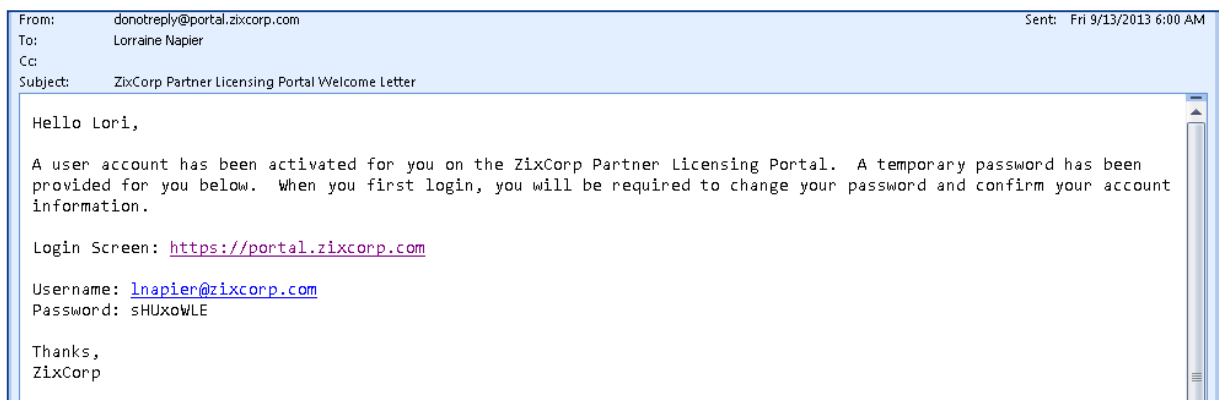 From: donotreply@portal.zixcorp.com Sent: Fri 9/13/2013 6:00 AM
To: Lorraine Napier
Cc:
Subject: ZixCorp Partner Licensing Portal Welcome Letter
Hello Lori,
A user account has been activated for you on the ZixCorp Partner Licensing Portal. A temporary password has been
provided for you below. When you first login, you will be required to change your password and confirm your account
information.
Login Screen: https://portal.zixcorp.com
Username: lnapier@zixcorp.com
Password: sHUxoWLE
Thanks,
ZixCorp